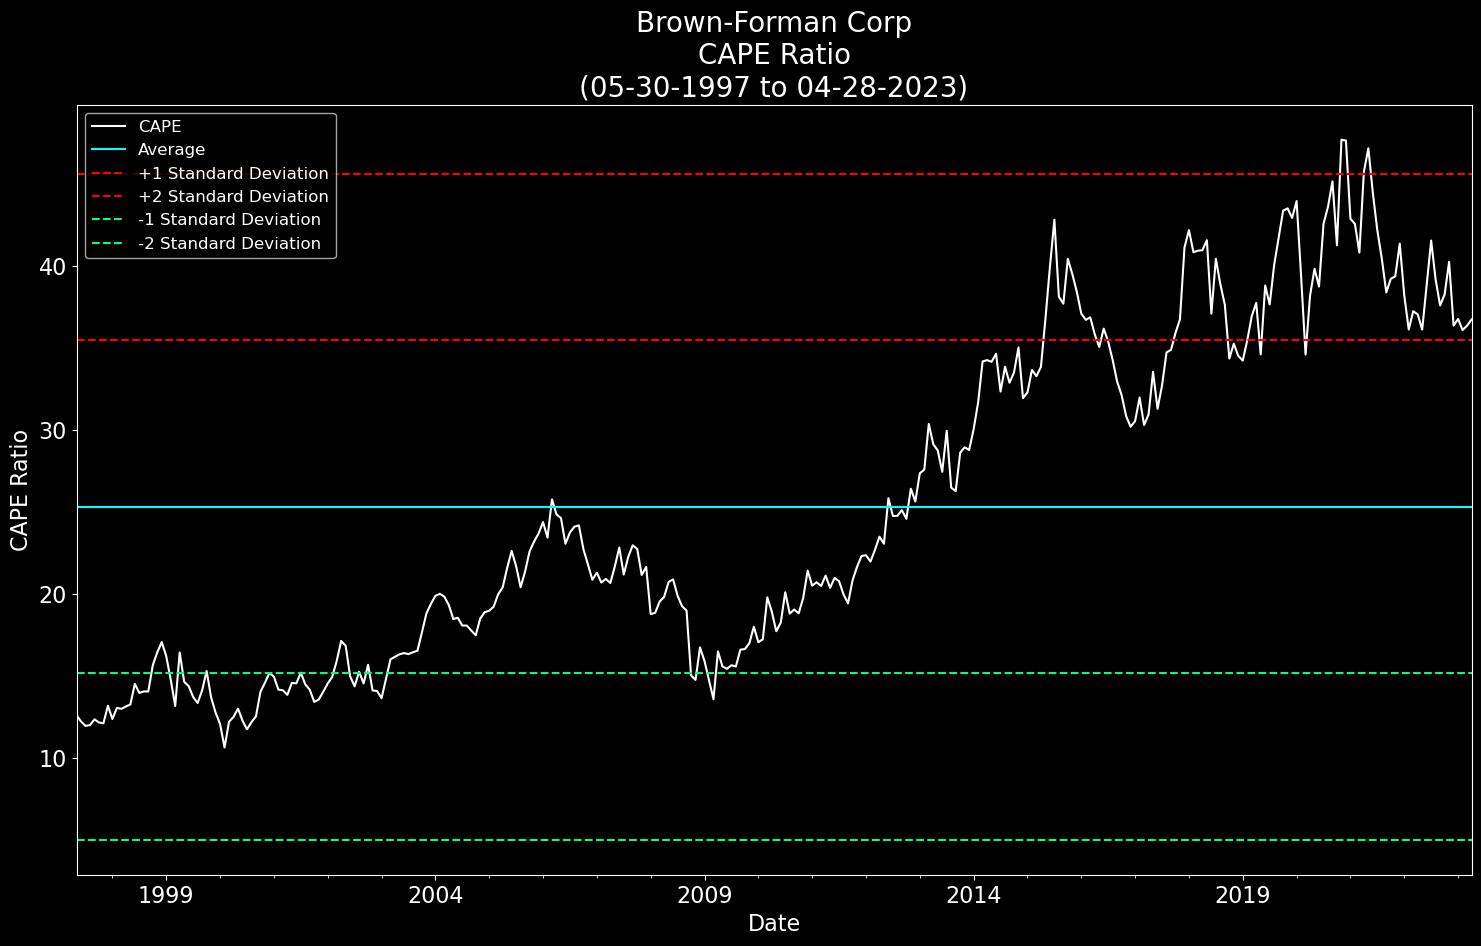 Brown-Forman Corp
CAPE Ratio
(05-30-1997 to 04-28-2023)
CAPE
Average
+1 Standard Deviation
+2 Standard Deviation
-1 Standard Deviation
-2 Standard Deviation
40
30
20
10
CAPE Ratio
1999
2004
2009
2014
2019
Date